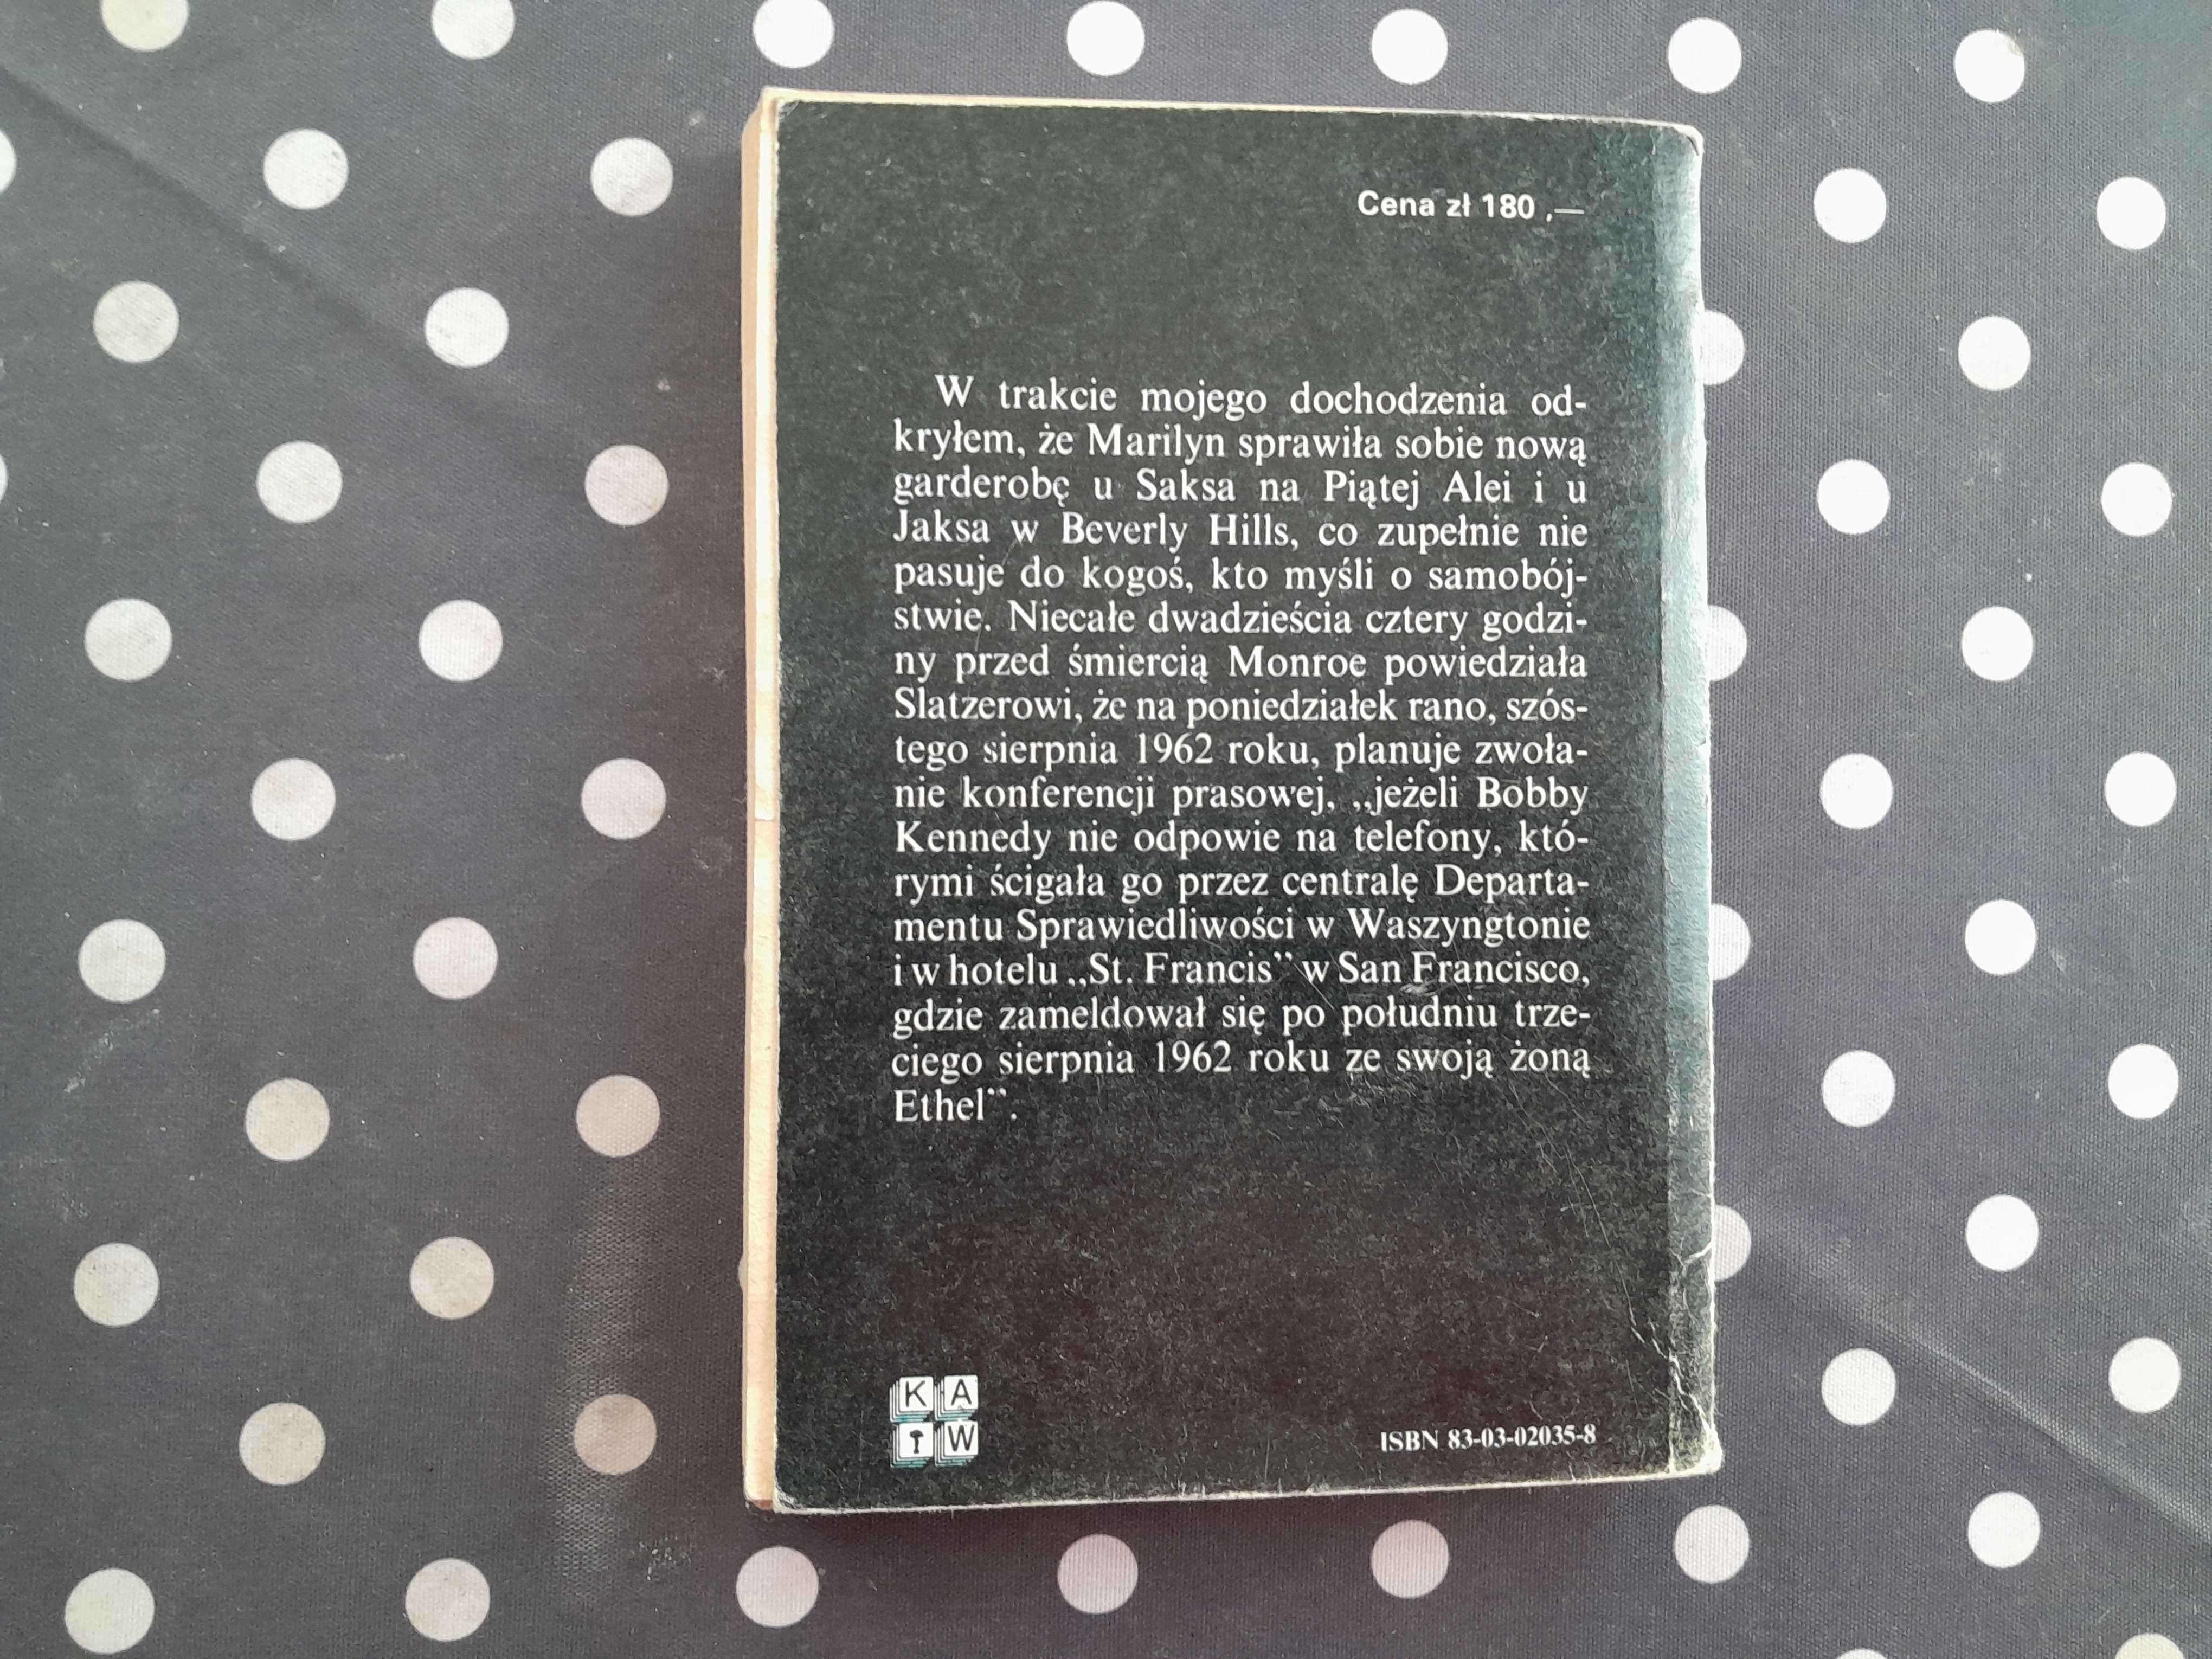 Cena zł 180 ,—
W trakcie mojego dochodzenia od-
kryłem, że Marilyn sprawiła sobie nową
garderobę u Saksa na Piątej Alei i u
Jaksa w Beverly Hills, co zupełnie nie
pasuje do kogoś, kto myśli o samobój-
stwie. Niecałe dwadzieścia cztery godzi-
ny przed śmiercią Monroe powiedziała
Slatzerowi, że na poniedziałek rano, szós-
tego sierpnia 1962 roku, planuje zwoła-
nie konferencji prasowej, „jeżeli Bobby
Kennedy nie odpowie na telefony, któ-
rymi ścigała go przez centralę Departa-
mentu Sprawiedliwości w Waszyngtonie
i w hotelu „St. Francis” w San Francisco,
gdzie zameldował się po południu trze-
ciego sierpnia 1962 roku ze swoją żoną
Ethel”.
K A
W
ISBN 83-03-02035-8